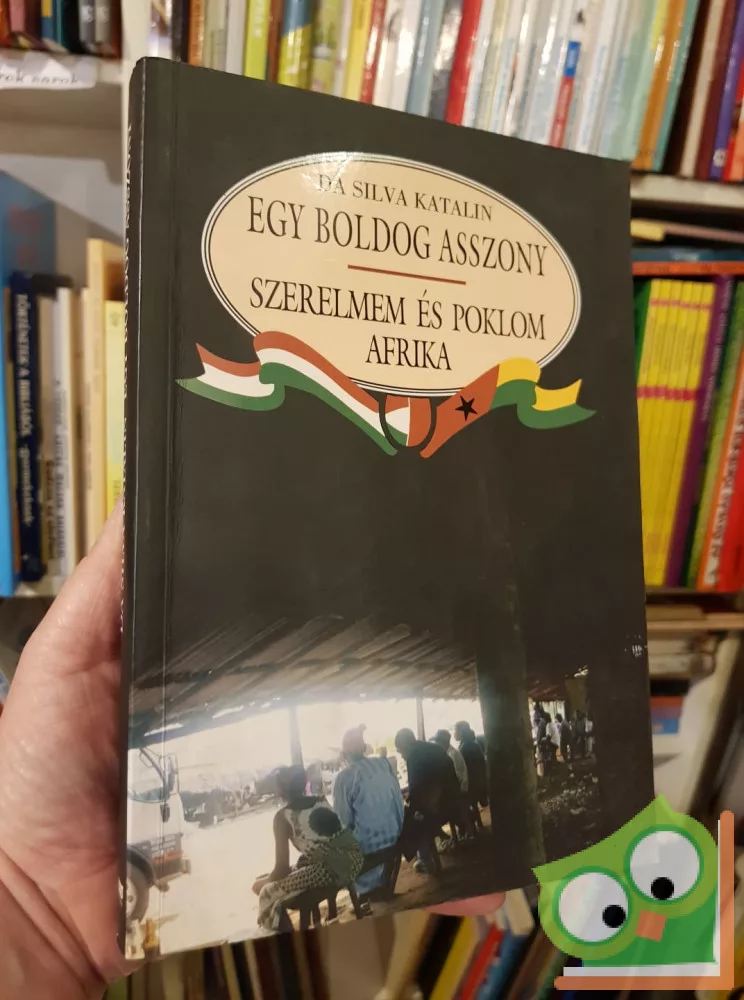 DA SILVA KATALIN
EGY BOLDOG ASSZONY
SZERELMEM ÉS POKLOM
AFRIKA